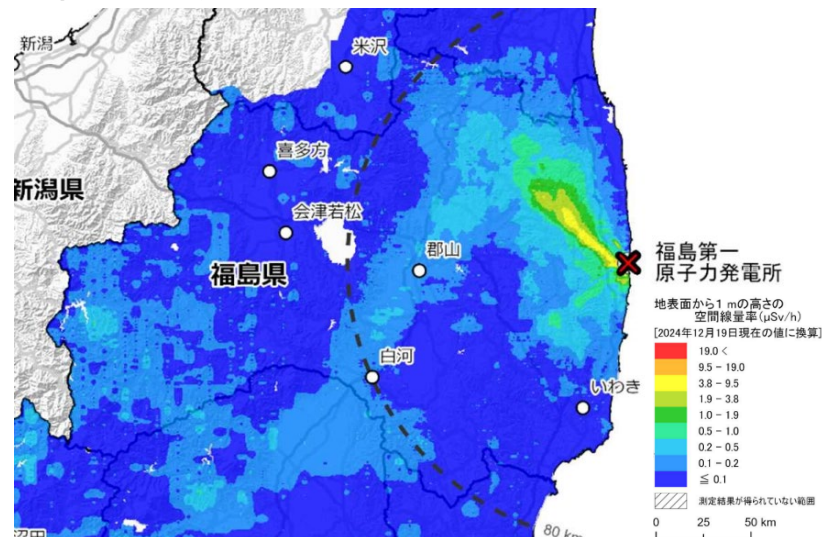 新潟
米沢
喜多方
新潟県
会津若松
福島県
郡山
福島第一
原子力発電所
白河
いわき
沼田
80 km
地表面から1 mの高さの
空間線量率(μSv/h)
[2024年12月19日現在の値に換算]
19.0 <
9.5 - 19.0
3.8 - 9.5
1.9 - 3.8
1.0 - 1.9
0.5 - 1.0
0.2 - 0.5
0.1 - 0.2
≦ 0.1
測定結果が得られていない範囲
0 25 50 km